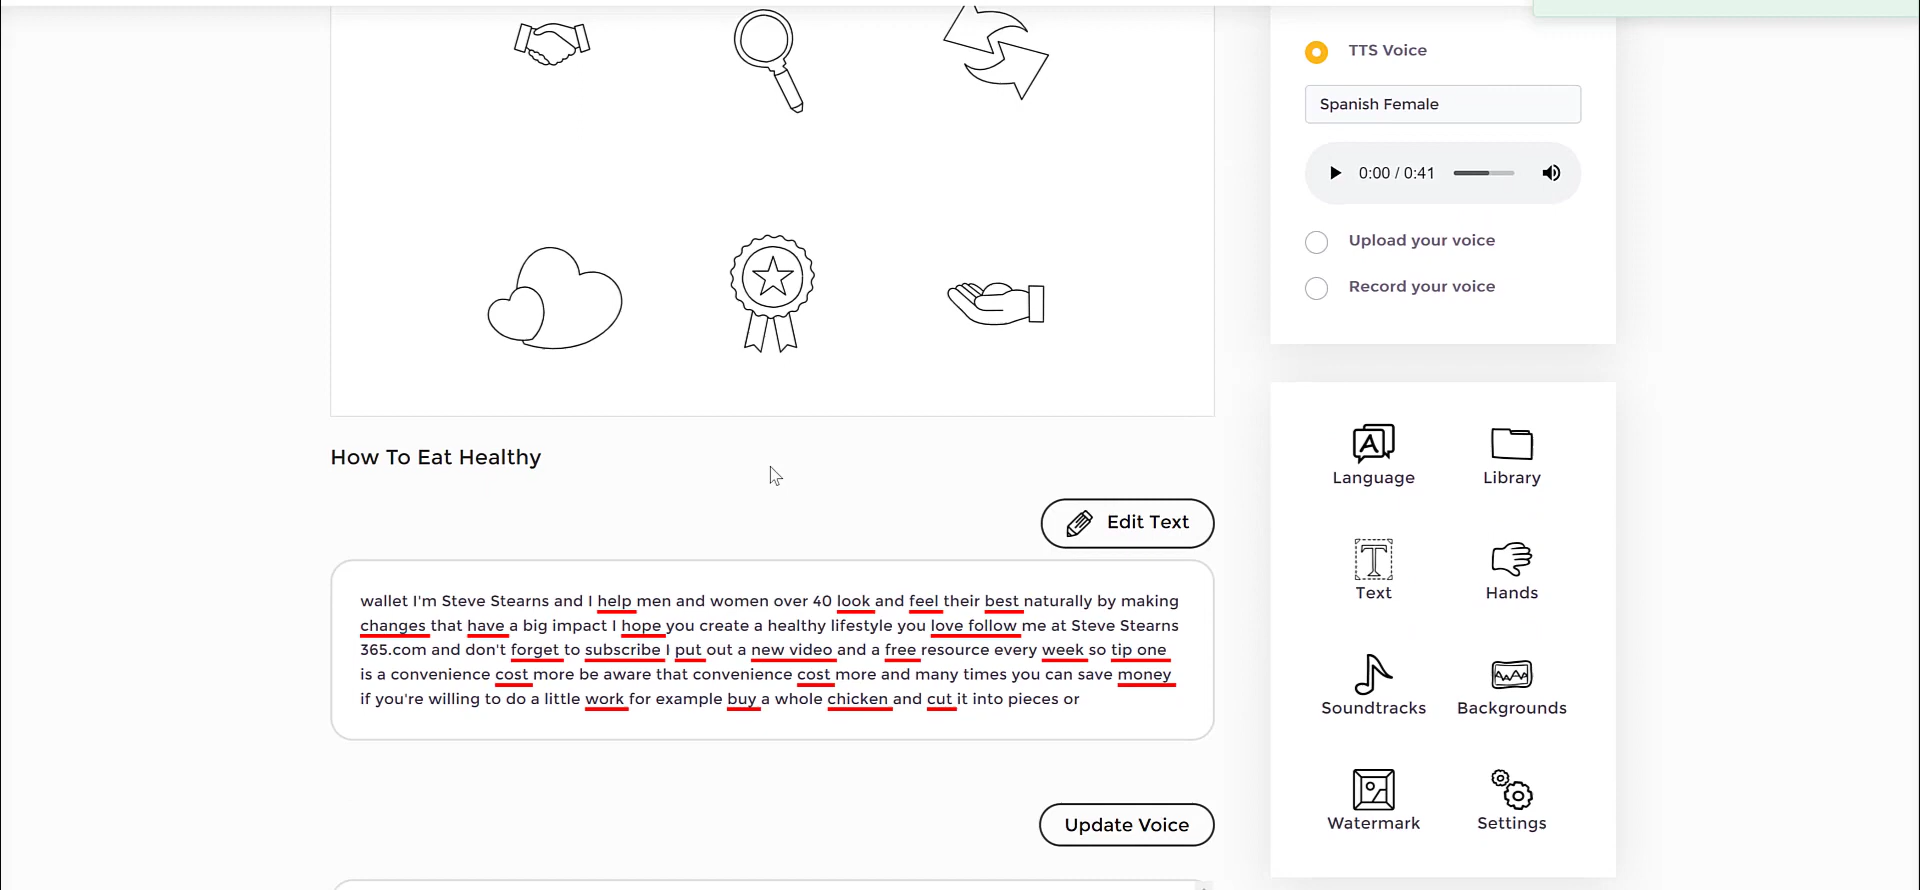 TTS Voice
Spanish Female
0:00 / 0:41
Upload your voice
Record your voice
How To Eat Healthy
Edit Text
wallet I'm Steve Stearns and I help men and women over 40 look and feel their best naturally by making
changes that have a big impact I hope you create a healthy lifestyle you love follow me at Steve Stearns
365.com and don't forget to subscribe I put out a new video and a free resource every week so tip one
is a convenience cost more be aware that convenience cost more and many times you can save money
if you're willing to do a little work for example buy a whole chicken and cut it into pieces or
Update Voice
Language
Library
Text
Hands
Soundtracks
Backgrounds
Watermark
Settings